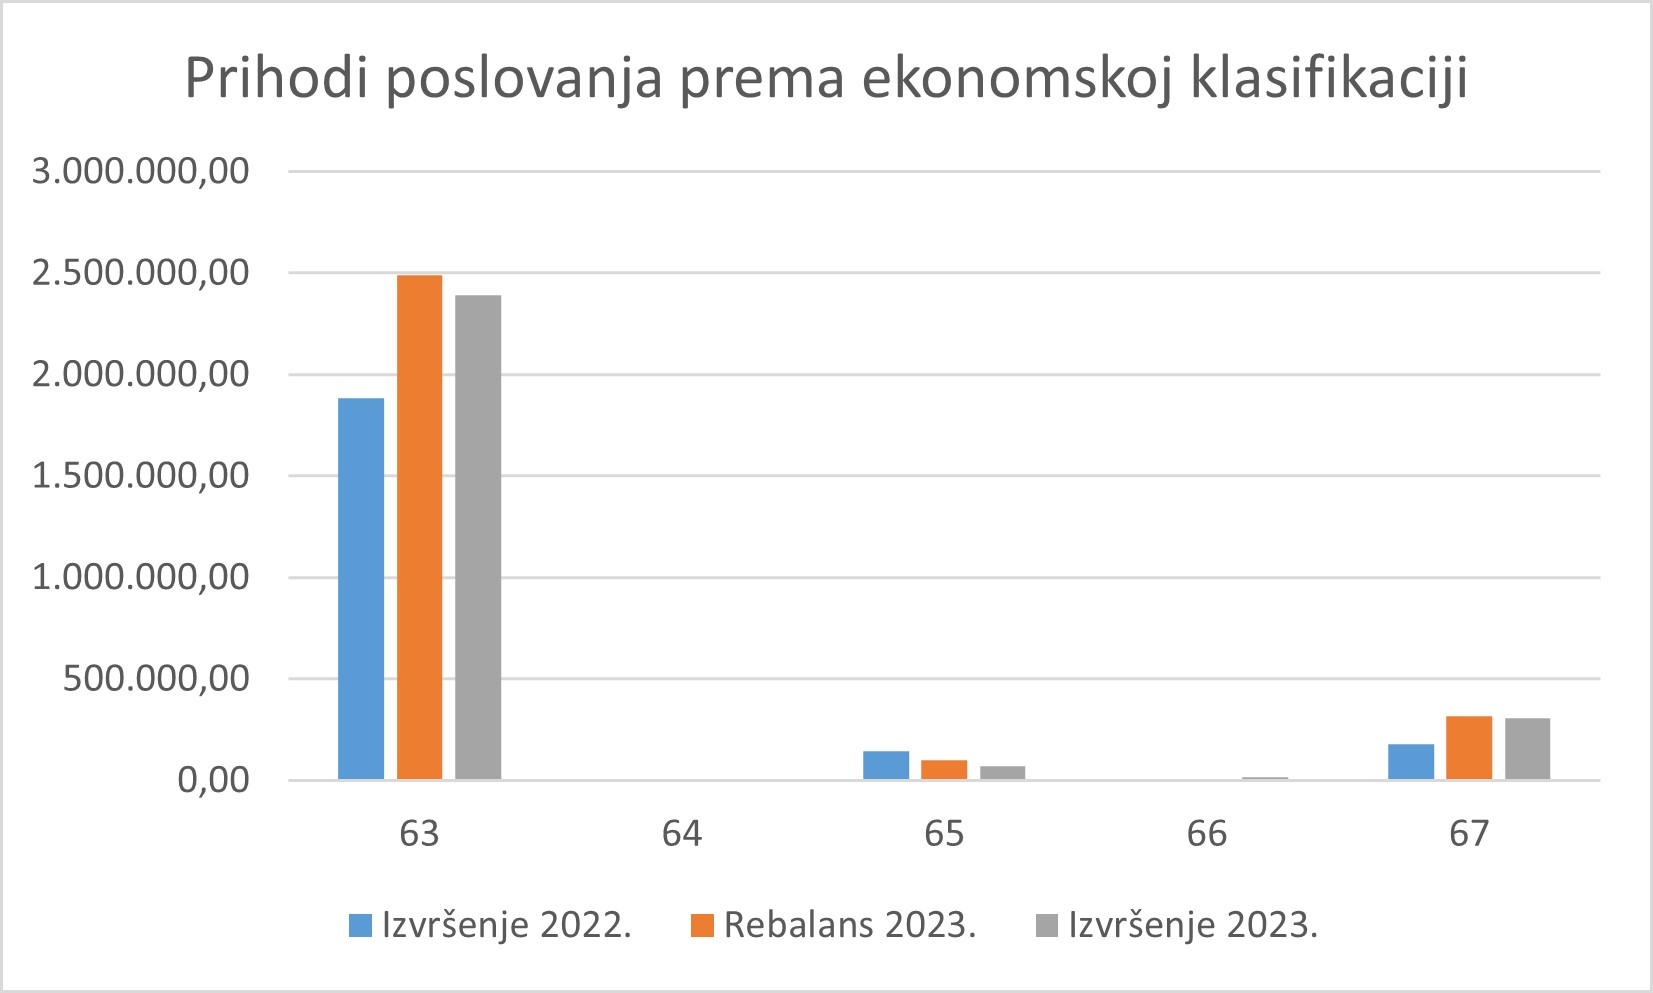 Prihodi poslovanja prema ekonomskoj klasifikaciji
3.000.000,00
2.500.000,00
2.000.000,00
1.500.000,00
1.000.000,00
500.000,00
0,00
63 64 65 66 67
Izvršenje 2022. Rebalans 2023. Izvršenje 2023.